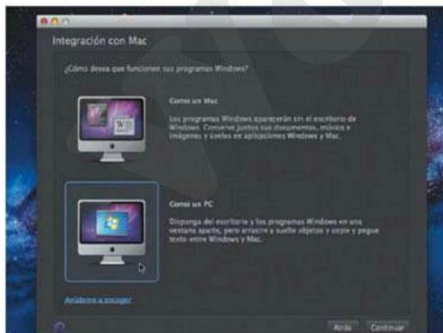 Integración con Mac
¿Cómo desea que funcionen sus programas Windows?
Como un Mac
Los programas Windows aparecerán sin el escritorio de
Windows. Conserve juntos sus documentos, música e
imágenes y úselos en aplicaciones Windows y Mac.
Como un PC
Disponga del escritorio y los programas Windows en una
ventana aparte, pero arrastre y suelte objetos y copie y pegue
texto entre Windows y Mac.
Ayúdeme a escoger
Atrás Continuar